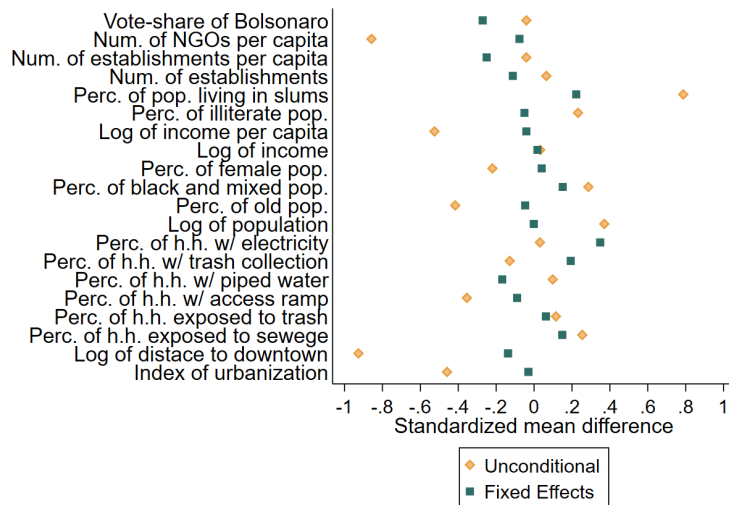 Vote-share of Bolsonaro
Num. of NGOs per capita
Num. of establishments per capita
Num. of establishments
Perc. of pop. living in slums
Perc. of illiterate pop.
Log of income per capita
Log of income
Perc. of female pop.
Perc. of black and mixed pop.
Perc. of old pop.
Log of population
Perc. of h.h. w/ electricity
Perc. of h.h. w/ trash collection
Perc. of h.h. w/ piped water
Perc. of h.h. w/ access ramp
Perc. of h.h. exposed to trash
Perc. of h.h. exposed to sewege
Log of distace to downtown
Index of urbanization
-1 -.8 -.6 -.4 -.2 0 .2 .4 .6 .8 1
Standardized mean difference
Unconditional
Fixed Effects